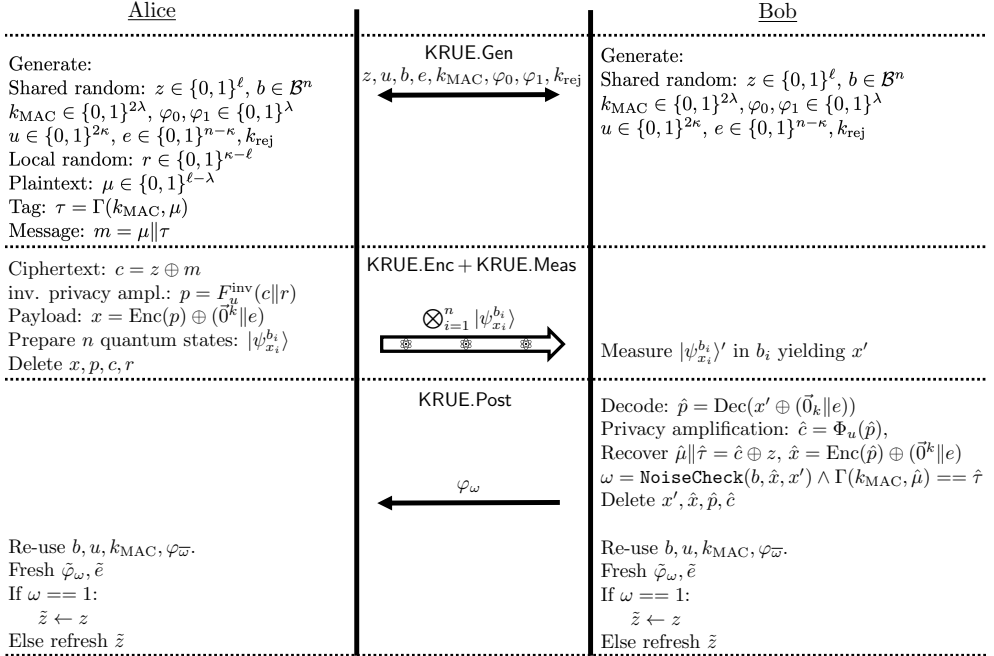 Alice
Bob
Generate:
Shared random: z ∈ {0, 1}^ℓ, b ∈ 𝓑^n
k_MAC ∈ {0, 1}^{2λ}, φ_0, φ_1 ∈ {0, 1}^λ
u ∈ {0, 1}^{2κ}, e ∈ {0, 1}^{n−κ}, k_rej
Local random: r ∈ {0, 1}^{κ−ℓ}
Plaintext: μ ∈ {0, 1}^{ℓ−λ}
Tag: τ = Γ(k_MAC, μ)
Message: m = μ‖τ
KRUE.Gen
z, u, b, e, k_MAC, φ_0, φ_1, k_rej
Generate:
Shared random: z ∈ {0, 1}^ℓ, b ∈ 𝓑^n
k_MAC ∈ {0, 1}^{2λ}, φ_0, φ_1 ∈ {0, 1}^λ
u ∈ {0, 1}^{2κ}, e ∈ {0, 1}^{n−κ}, k_rej
Ciphertext: c = z ⊕ m
inv. privacy ampl.: p = F_u^{inv}(c‖r)
Payload: x = Enc(p) ⊕ (0⃗^k‖e)
Prepare n quantum states: |ψ_{x_i}^{b_i}⟩
Delete x, p, c, r
KRUE.Enc + KRUE.Meas
⊗_{i=1}^n |ψ_{x_i}^{b_i}⟩
Measure |ψ_{x_i}^{b_i}⟩′ in b_i yielding x′
KRUE.Post
φ_ω
Decode: p̂ = Dec(x′ ⊕ (0⃗_k‖e))
Privacy amplification: ĉ = Φ_u(p̂),
Recover μ̂‖τ̂ = ĉ ⊕ z, x̂ = Enc(p̂) ⊕ (0⃗^k‖e)
ω = NoiseCheck(b, x̂, x′) ∧ Γ(k_MAC, μ̂) == τ̂
Delete x′, x̂, p̂, ĉ
Re-use b, u, k_MAC, φ_ω̅.
Fresh φ̃_ω, ẽ
If ω == 1:
z̃ ← z
Else refresh z̃
Re-use b, u, k_MAC, φ_ω̅.
Fresh φ̃_ω, ẽ
If ω == 1:
z̃ ← z
Else refresh z̃